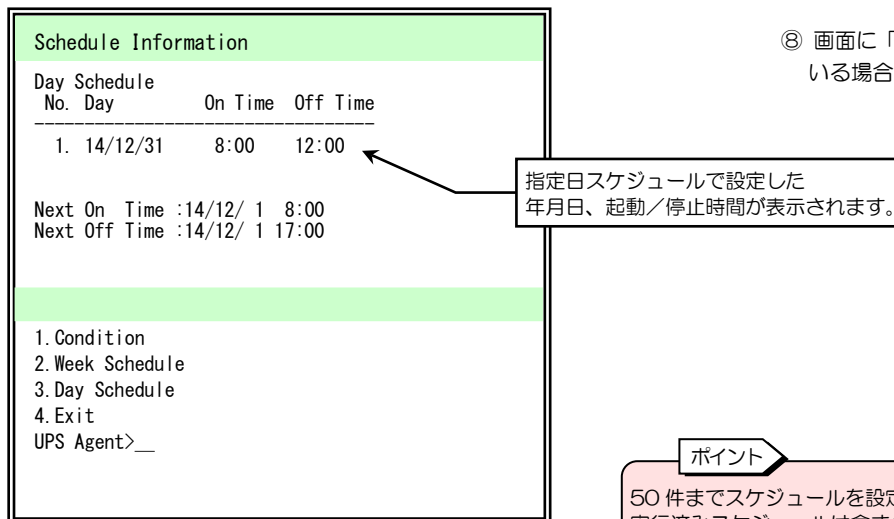 Schedule Information
Day Schedule
No. Day On Time Off Time
----------------------------------
1. 14/12/31 8:00 12:00
Next On Time :14/12/ 1 8:00
Next Off Time :14/12/ 1 17:00
1.Condition
2.Week Schedule
3.Day Schedule
4.Exit
UPS Agent>__
⑧ 画面に「
いる場合
指定日スケジュールで設定した
年月日、起動/停止時間が表示されます。
ポイント
50 件までスケジュールを設定